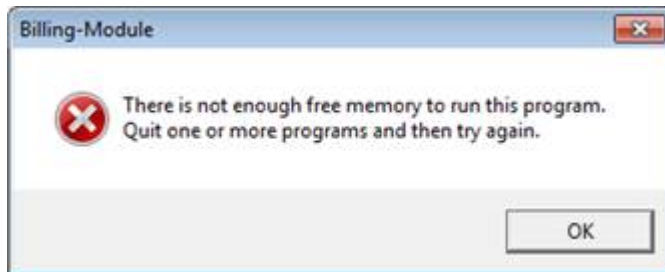 Billing-Module
There is not enough free memory to run this program.
Quit one or more programs and then try again.
OK